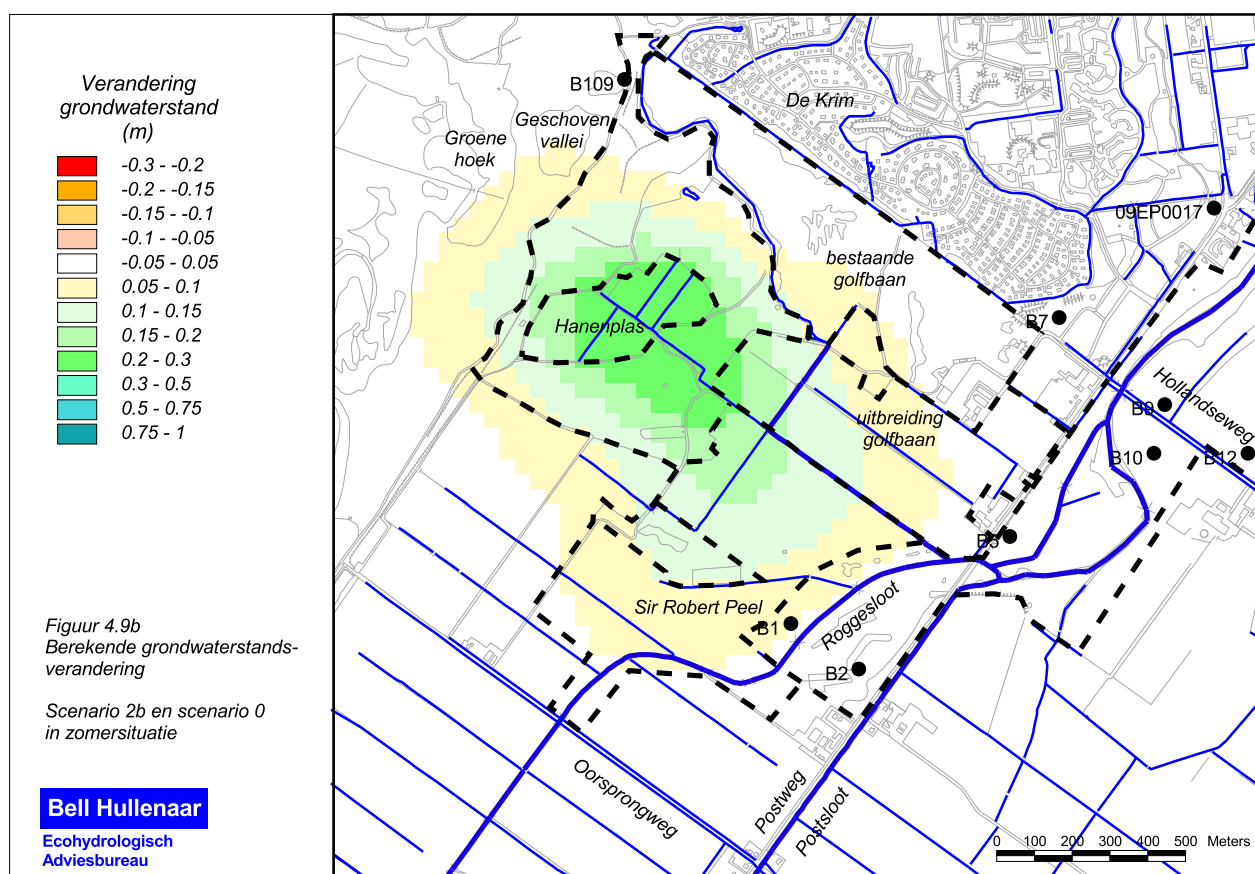 Verandering
grondwaterstand
(m)
-0.3 - -0.2
-0.2 - -0.15
-0.15 - -0.1
-0.1 - -0.05
-0.05 - 0.05
0.05 - 0.1
0.1 - 0.15
0.15 - 0.2
0.2 - 0.3
0.3 - 0.5
0.5 - 0.75
0.75 - 1
Figuur 4.9b
Berekende grondwaterstands-
verandering
Scenario 2b en scenario 0
in zomersituatie
Bell Hullenaar
Ecohydrologisch
Adviesbureau
B109
De Krim
Geschoven
vallei
Groene
hoek
09EP0017
bestaande
golfbaan
B7
Hanenplas
Hollandseweg
B9
uitbreiding
golfbaan
B10
B12
B3
Sir Robert Peel
B1
Roggesloot
B2
Oorsprongweg
Postweg
Postsloot
0 100 200 300 400 500 Meters